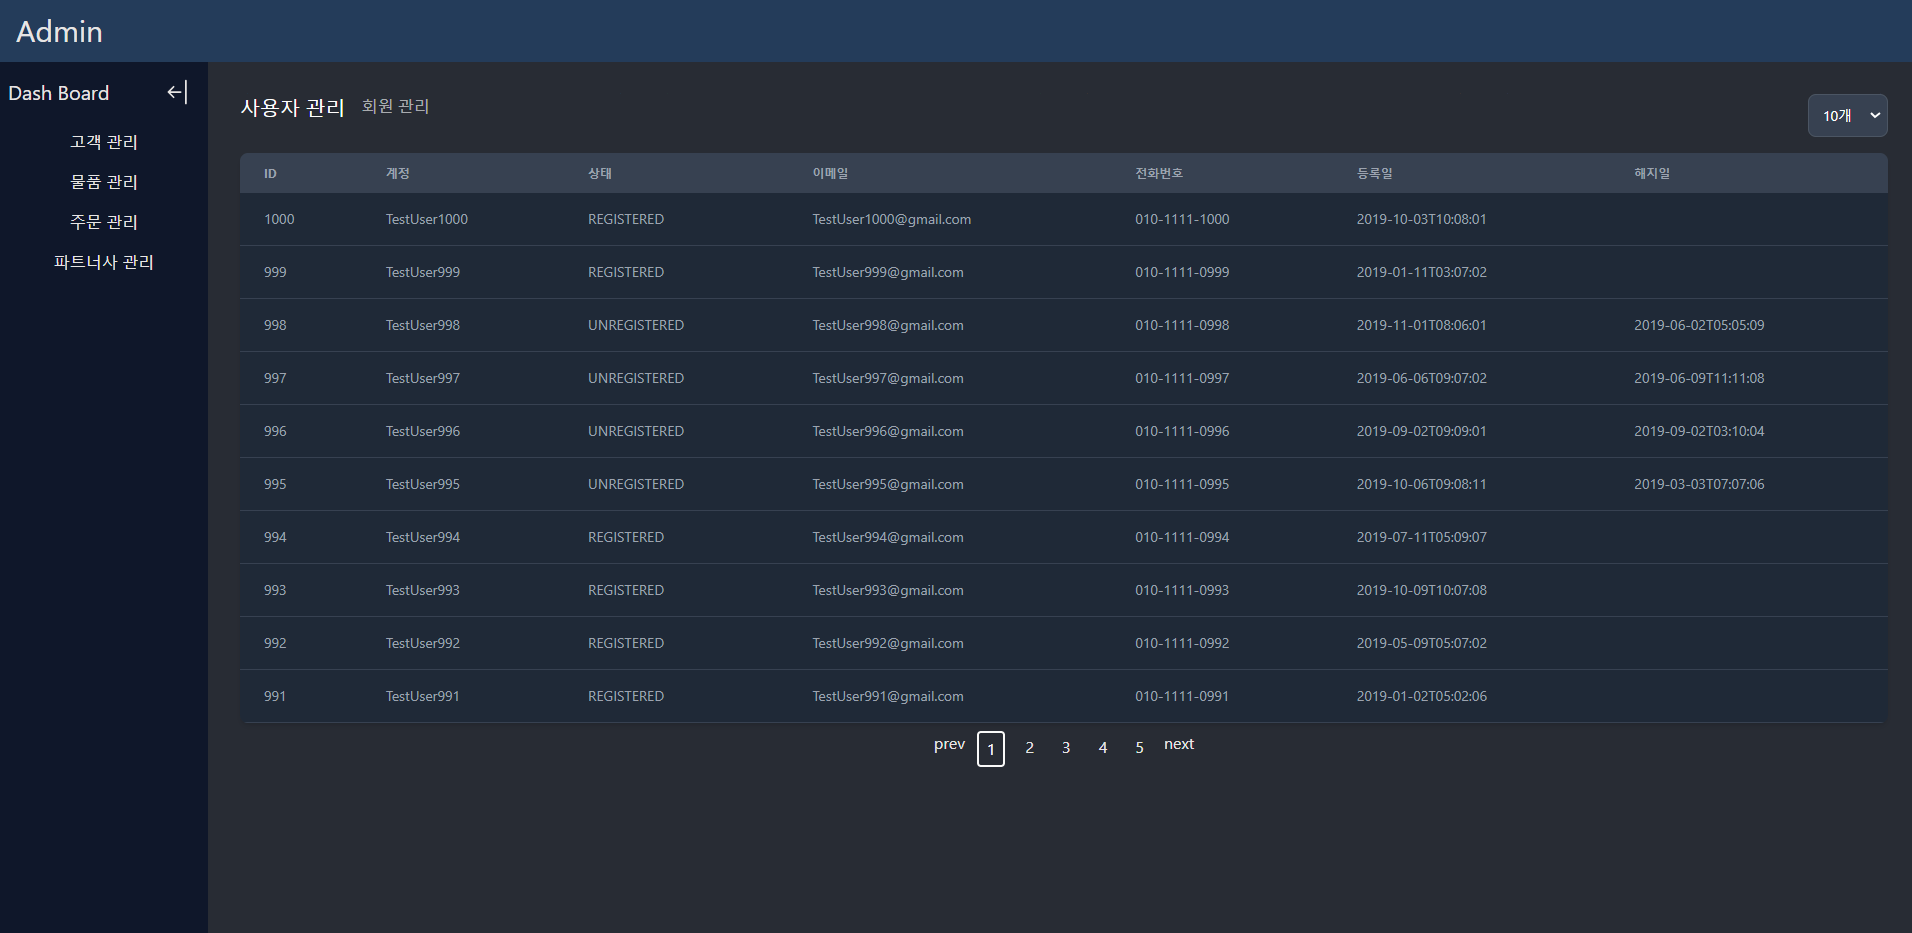 Admin
Dash Board
고객 관리
물품 관리
주문 관리
파트너사 관리
사용자 관리 회원 관리
10개
ID 계정 상태 이메일 전화번호 등록일 해지일
1000 TestUser1000 REGISTERED TestUser1000@gmail.com 010-1111-1000 2019-10-03T10:08:01
999 TestUser999 REGISTERED TestUser999@gmail.com 010-1111-0999 2019-01-11T03:07:02
998 TestUser998 UNREGISTERED TestUser998@gmail.com 010-1111-0998 2019-11-01T08:06:01 2019-06-02T05:05:09
997 TestUser997 UNREGISTERED TestUser997@gmail.com 010-1111-0997 2019-06-06T09:07:02 2019-06-09T11:11:08
996 TestUser996 UNREGISTERED TestUser996@gmail.com 010-1111-0996 2019-09-02T09:09:01 2019-09-02T03:10:04
995 TestUser995 UNREGISTERED TestUser995@gmail.com 010-1111-0995 2019-10-06T09:08:11 2019-03-03T07:07:06
994 TestUser994 REGISTERED TestUser994@gmail.com 010-1111-0994 2019-07-11T05:09:07
993 TestUser993 REGISTERED TestUser993@gmail.com 010-1111-0993 2019-10-09T10:07:08
992 TestUser992 REGISTERED TestUser992@gmail.com 010-1111-0992 2019-05-09T05:07:02
991 TestUser991 REGISTERED TestUser991@gmail.com 010-1111-0991 2019-01-02T05:02:06
prev 1 2 3 4 5 next